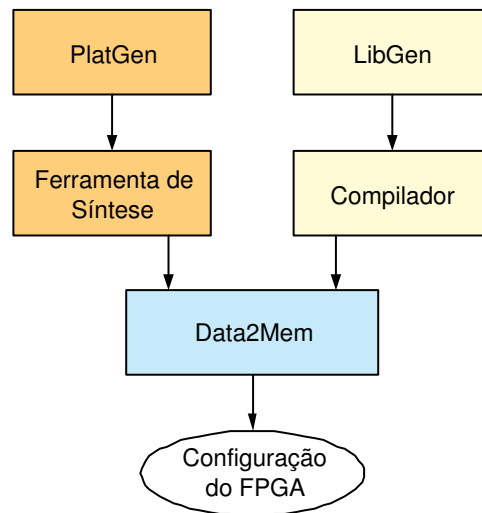 PlatGen
LibGen
Ferramenta de
Síntese
Compilador
Data2Mem
Configuração
do FPGA